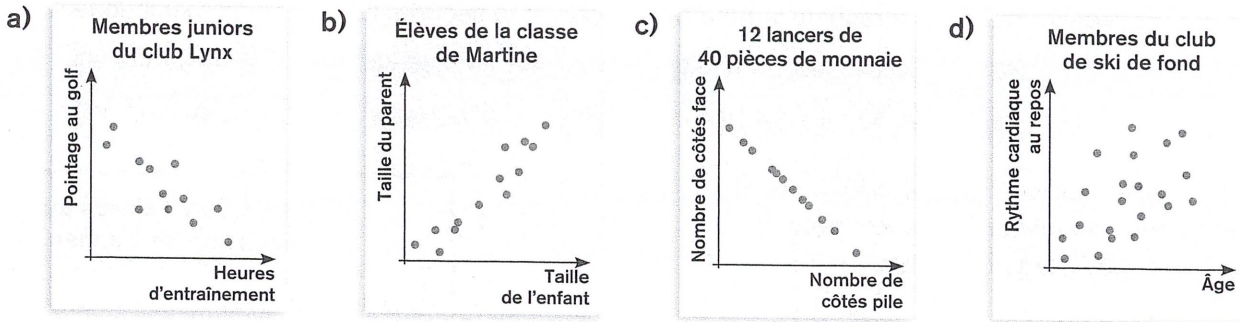 a)
Membres juniors
du club Lynx
Pointage au golf
Heures
d'entraînement
b)
Élèves de la classe
de Martine
Taille du parent
Taille
de l'enfant
c)
12 lancers de
40 pièces de monnaie
Nombre de côtés face
Nombre de
côtés pile
d)
Membres du club
de ski de fond
Rythme cardiaque
au repos
Âge